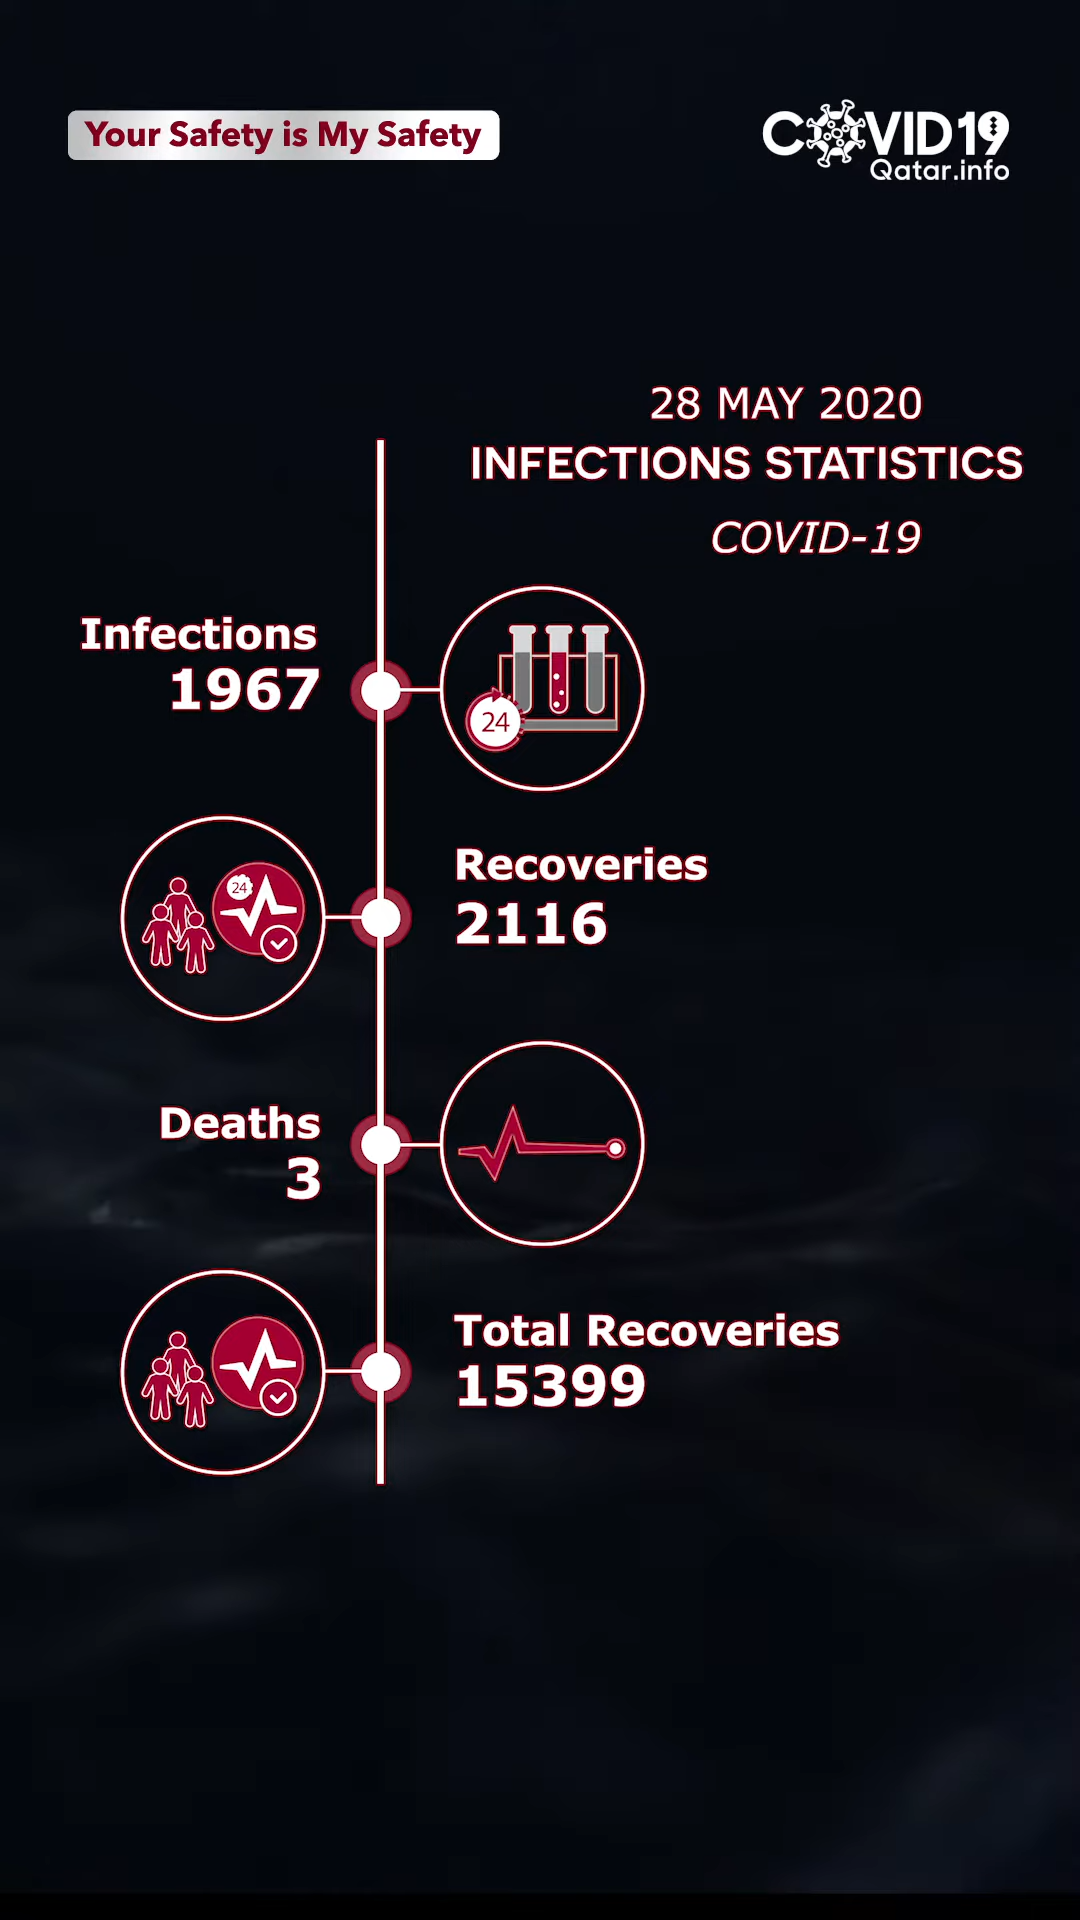 Your Safety is My Safety
COVID19
Qatar.info
28 MAY 2020
INFECTIONS STATISTICS
COVID-19
Infections
1967
24
24
Recoveries
2116
Deaths
3
Total Recoveries
15399